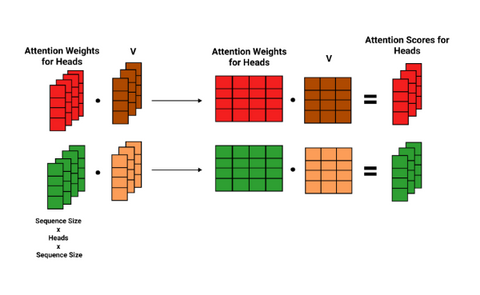 Attention Weights
for Heads
V
Attention Weights
for Heads
V
Attention Scores for
Heads
Sequence Size
x
Heads
x
Sequence Size